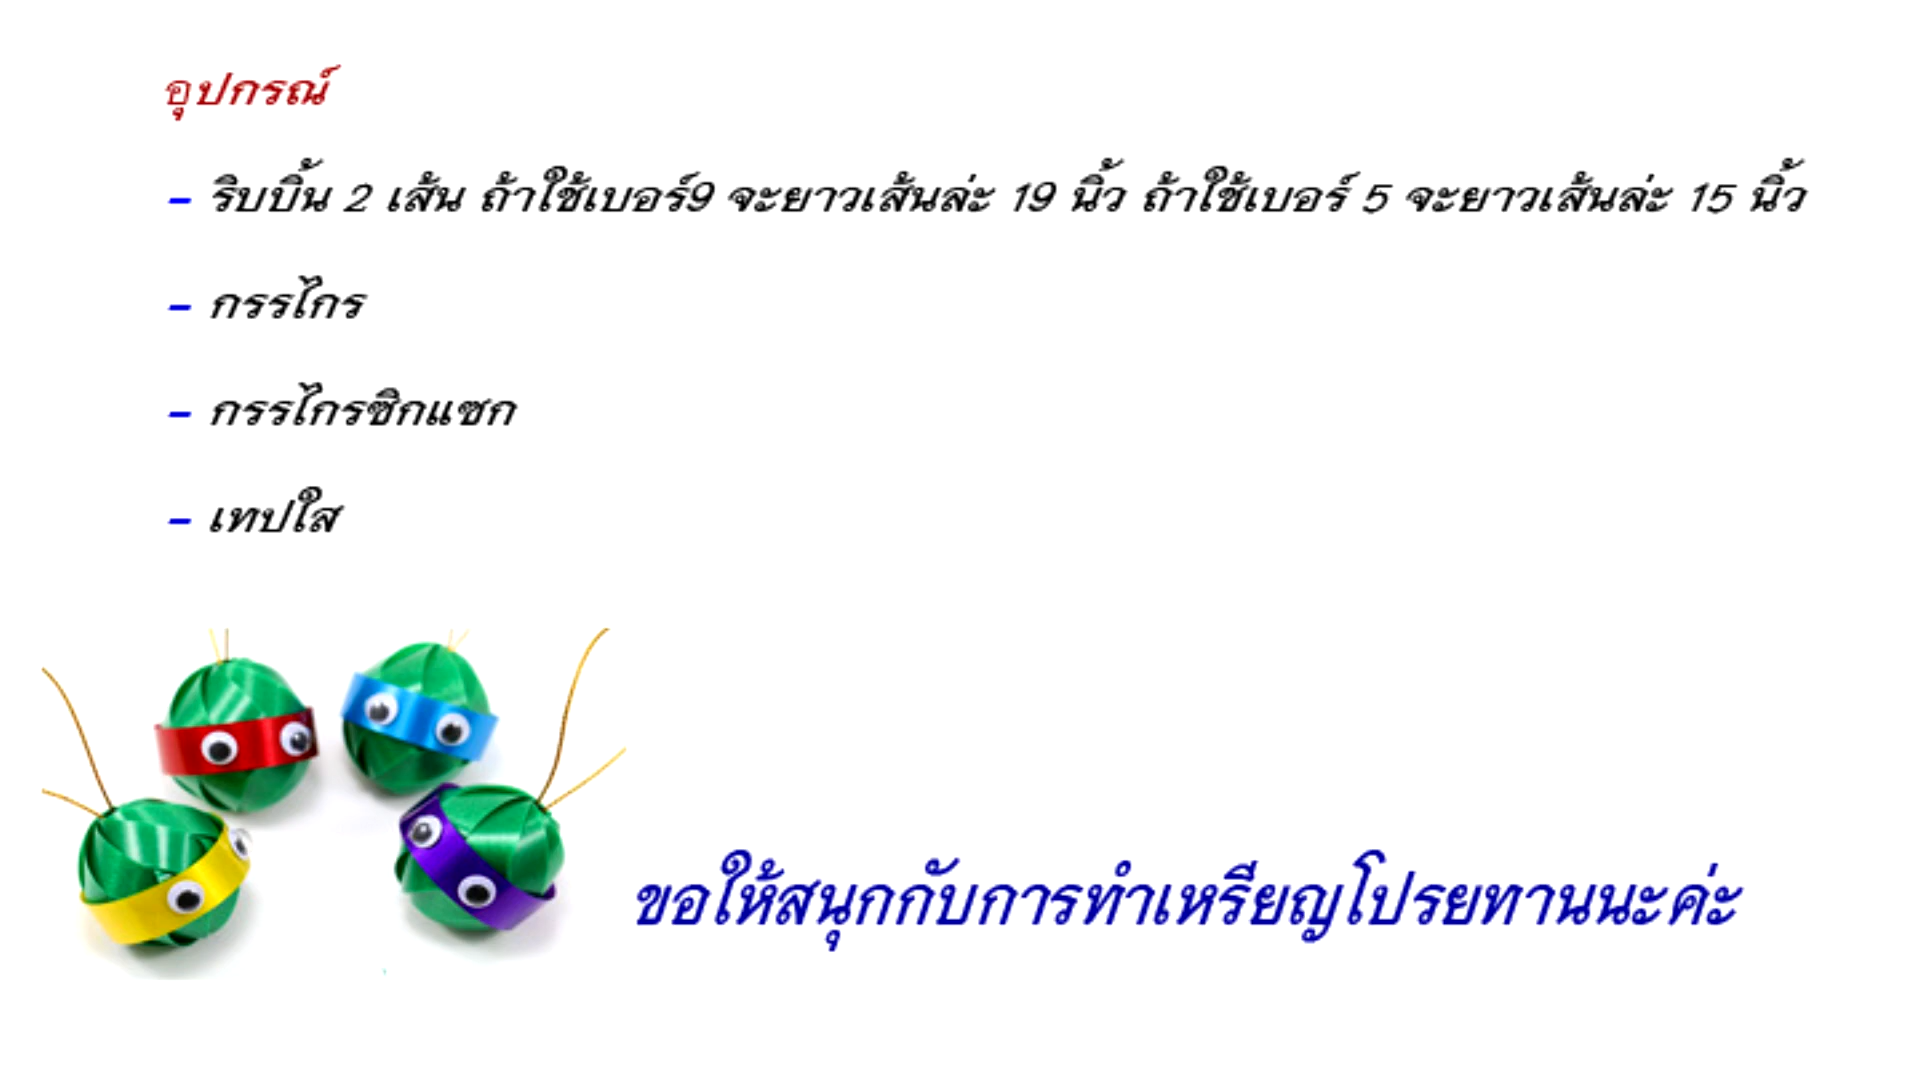 อุปกรณ์
- ริบบิ้น 2 เส้น ถ้าใช้เบอร์9 จะยาวเส้นล่ะ 19 นิ้ว ถ้าใช้เบอร์ 5 จะยาวเส้นล่ะ 15 นิ้ว
- กรรไกร
- กรรไกรซิกแซก
- เทปใส
ขอให้สนุกกับการทำเหรียญโปรยทานนะค่ะ